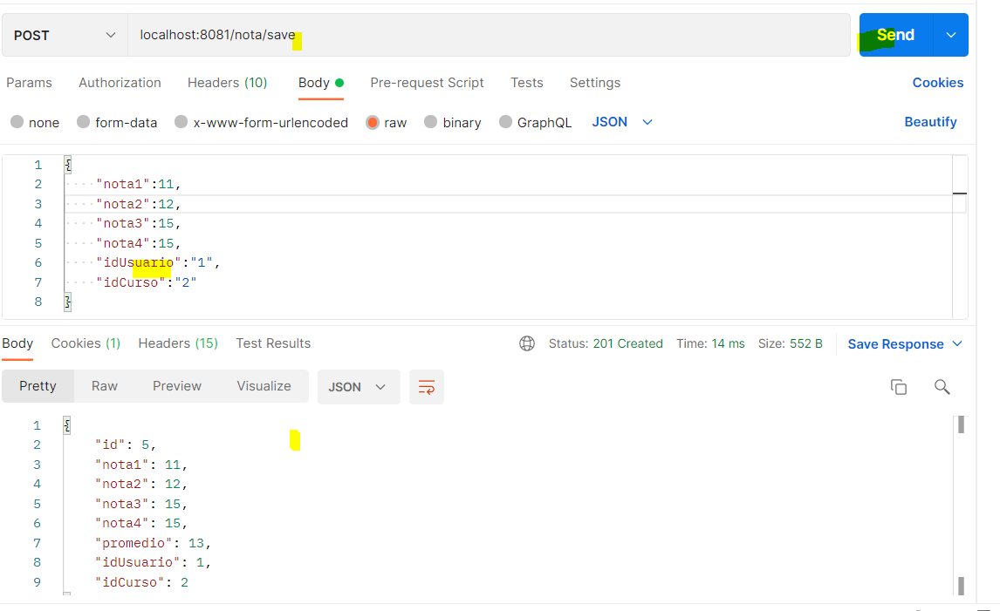 POST localhost:8081/nota/save Send
Params Authorization Headers (10) Body Pre-request Script Tests Settings Cookies
none form-data x-www-form-urlencoded raw binary GraphQL JSON Beautify
1 {
2 "nota1":11,
3 "nota2":12,
4 "nota3":15,
5 "nota4":15,
6 "idUsuario":"1",
7 "idCurso":"2"
8 }
Body Cookies (1) Headers (15) Test Results Status: 201 Created Time: 14 ms Size: 552 B Save Response
Pretty Raw Preview Visualize JSON
1 {
2 "id": 5,
3 "nota1": 11,
4 "nota2": 12,
5 "nota3": 15,
6 "nota4": 15,
7 "promedio": 13,
8 "idUsuario": 1,
9 "idCurso": 2